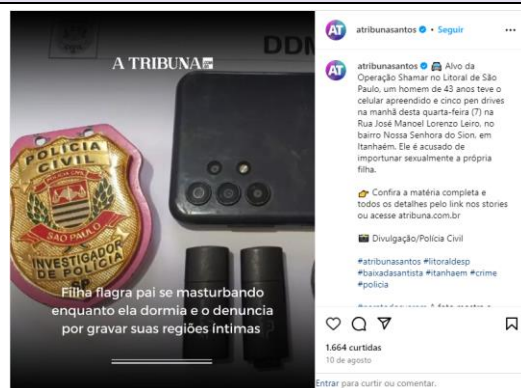 DDM
A TRIBUNA
POLÍCIA
CIVIL
SÃO PAULO
INVESTIGADOR
DE POLÍCIA
SP
Filha flagra pai se masturbando
enquanto ela dormia e o denuncia
por gravar suas regiões íntimas
atribunasantos • Seguir
atribunasantos Alvo da
Operação Shamar no Litoral de São
Paulo, um homem de 43 anos teve o
celular apreendido e cinco pen drives
na manhã desta quarta-feira (7) na
Rua José Manoel Lorenzo Leiro, no
bairro Nossa Senhora do Sion, em
Itanhaém. Ele é acusado de
importunar sexualmente a própria
filha.
👉 Confira a matéria completa e
todos os detalhes pelo link nos stories
ou acesse atribuna.com.br
📷 Divulgação/Polícia Civil
#atribunasantos #litoraldesp
#baixadasantista #itanhaem #crime
#policia
1.664 curtidas
10 de agosto
Entrar para curtir ou comentar.